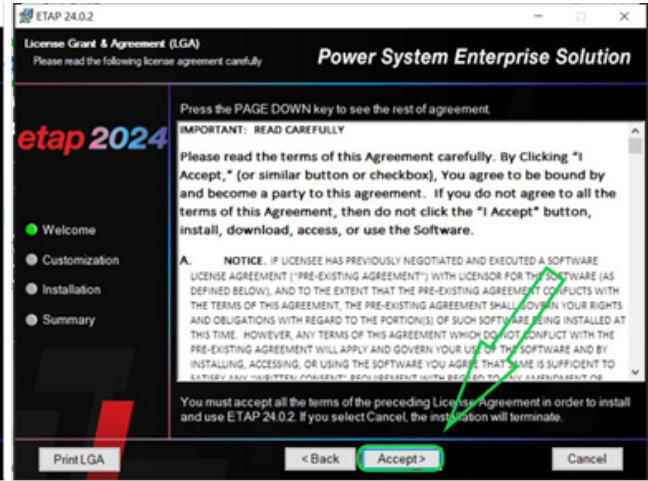 ETAP 24.0.2
License Grant & Agreement (LGA)
Please read the following license agreement carefully
Power System Enterprise Solution
Press the PAGE DOWN key to see the rest of agreement.
etap 2024
Welcome
Customization
Installation
Summary
IMPORTANT: READ CAREFULLY
Please read the terms of this Agreement carefully. By Clicking "I
Accept," (or similar button or checkbox), You agree to be bound by
and become a party to this agreement. If you do not agree to all the
terms of this Agreement, then do not click the "I Accept" button,
install, download, access, or use the Software.
A. NOTICE. IF LICENSEE HAS PREVIOUSLY NEGOTIATED AND EXECUTED A SOFTWARE
LICENSE AGREEMENT ("PRE-EXISTING AGREEMENT") WITH LICENSOR FOR THE SOFTWARE (AS
DEFINED BELOW), AND TO THE EXTENT THAT THE PRE-EXISTING AGREEMENT CONFLICTS WITH
THE TERMS OF THIS AGREEMENT, THE PRE-EXISTING AGREEMENT SHALL GOVERN YOUR RIGHTS
AND OBLIGATIONS WITH REGARD TO THE PORTION(S) OF SUCH SOFTWARE BEING INSTALLED AT
THIS TIME. HOWEVER, ANY TERMS OF THIS AGREEMENT WHICH DO NOT CONFLICT WITH THE
PRE-EXISTING AGREEMENT WILL APPLY AND GOVERN YOUR USE OF THE SOFTWARE AND BY
INSTALLING, ACCESSING, OR USING THE SOFTWARE YOU AGREE THAT SAME IS SUFFICIENT TO
SATISFY ANY "WRITTEN CONSENT" REQUIREMENT WITH REGARD TO ANY AMENDMENT OR
You must accept all the terms of the preceding License Agreement in order to install
and use ETAP 24.0.2. If you select Cancel, the installation will terminate.
Print LGA
< Back
Accept >
Cancel